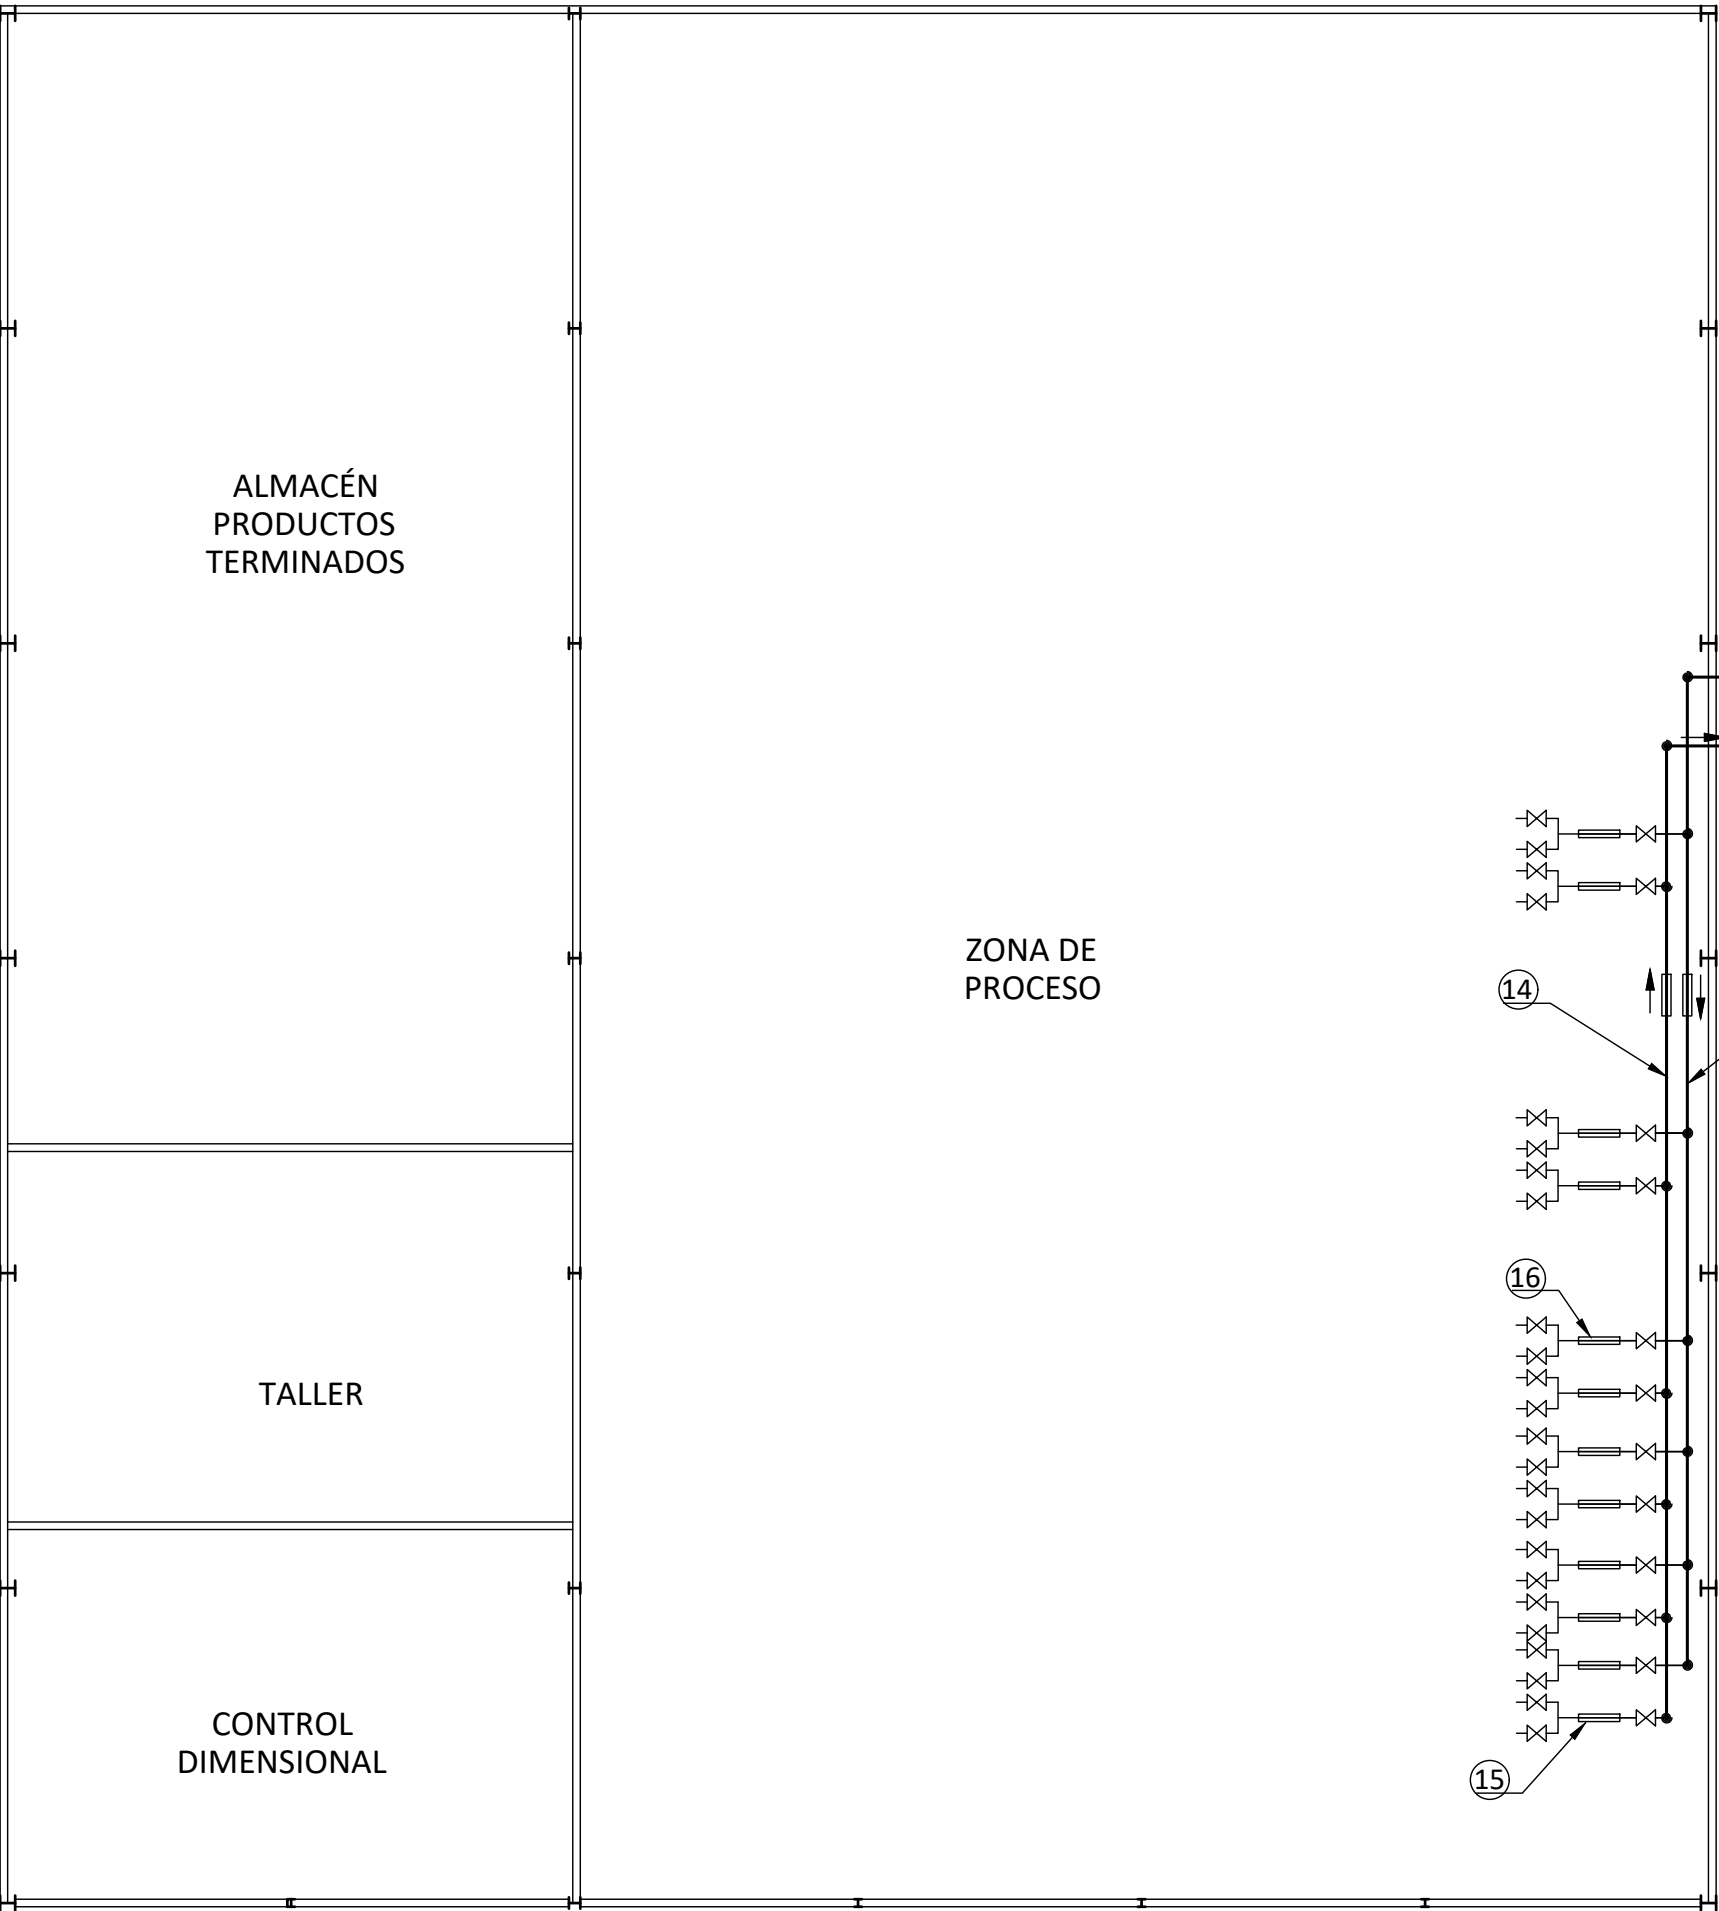 ALMACÉN
PRODUCTOS
TERMINADOS
ZONA DE
PROCESO
14
16
TALLER
CONTROL
DIMENSIONAL
15